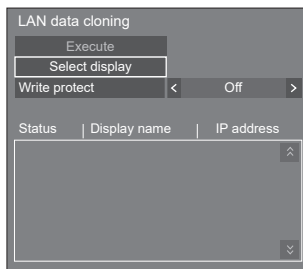 LAN data cloning
Execute
Select display
Write protect < Off >
Status | Display name | IP address